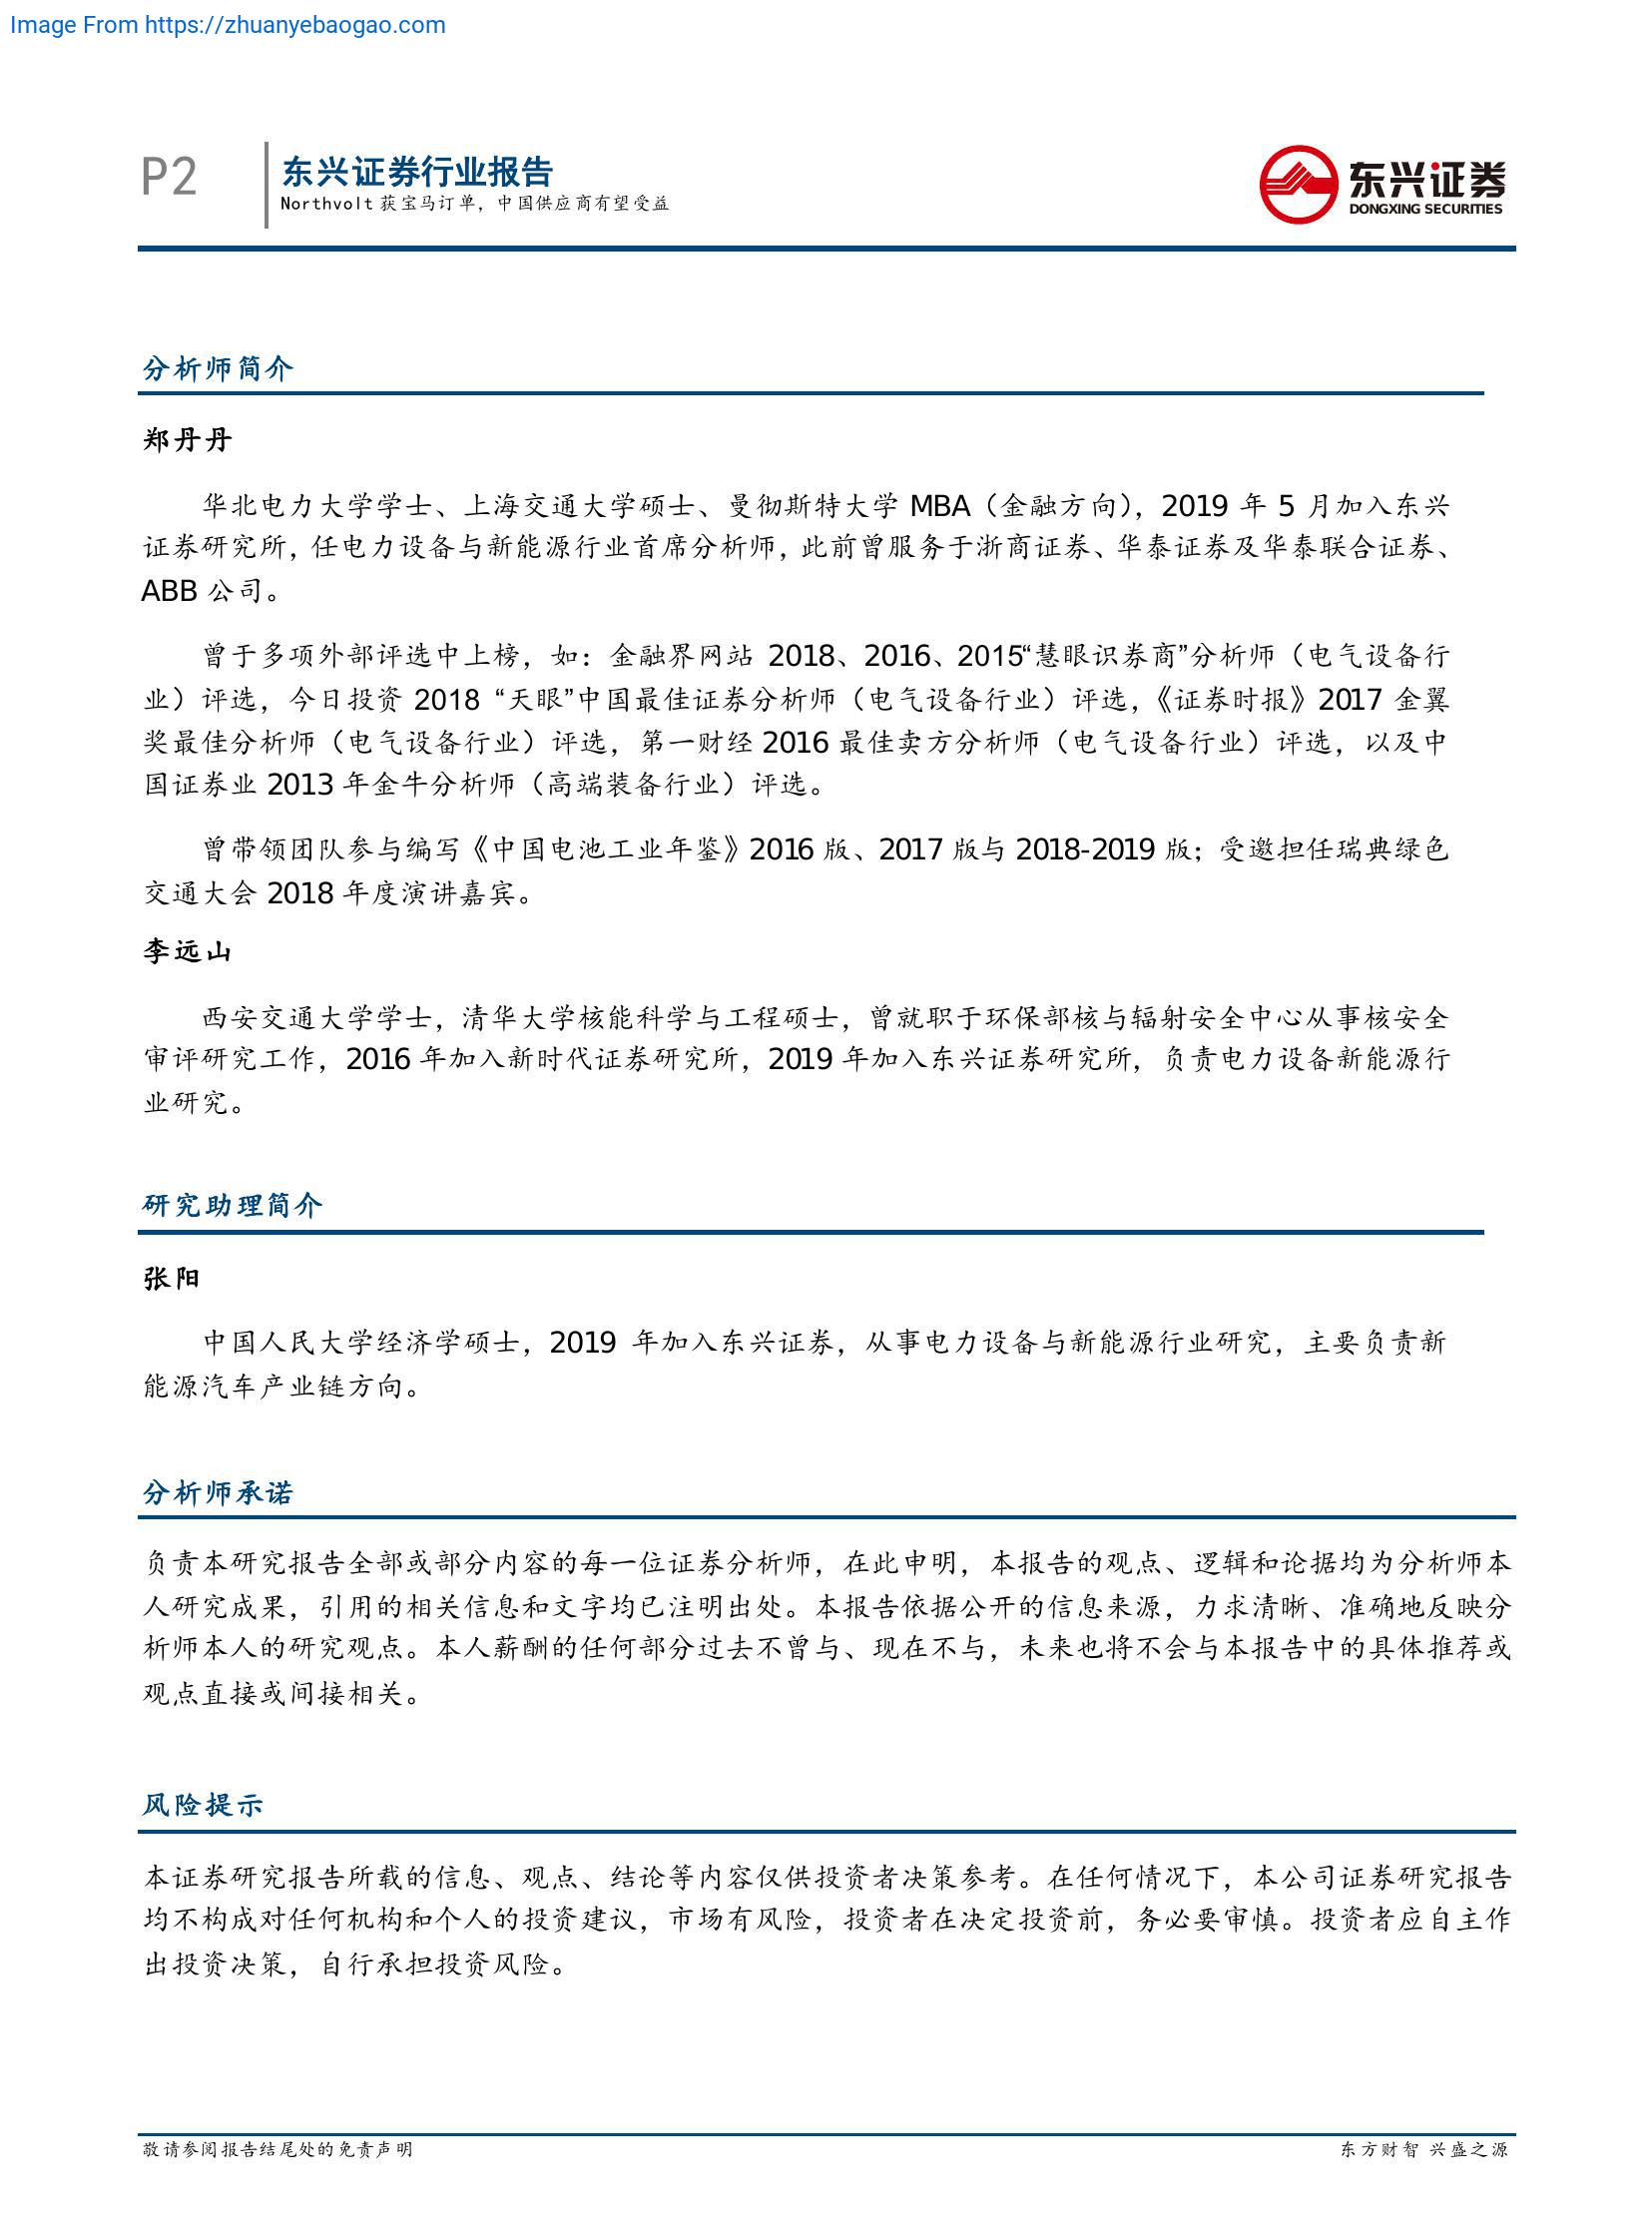 Image From https://zhuanyebaogao.com
P2
东兴证券行业报告
Northvolt 获宝马订单，中国供应商有望受益
东兴证券
DONGXING SECURITIES
分析师简介
郑丹丹
华北电力大学学士、上海交通大学硕士、曼彻斯特大学 MBA（金融方向），2019 年 5 月加入东兴
证券研究所，任电力设备与新能源行业首席分析师，此前曾服务于浙商证券、华泰证券及华泰联合证券、
ABB 公司。
曾于多项外部评选中上榜，如：金融界网站 2018、2016、2015“慧眼识券商”分析师（电气设备行
业）评选，今日投资 2018 “天眼”中国最佳证券分析师（电气设备行业）评选，《证券时报》2017 金翼
奖最佳分析师（电气设备行业）评选，第一财经 2016 最佳卖方分析师（电气设备行业）评选，以及中
国证券业 2013 年金牛分析师（高端装备行业）评选。
曾带领团队参与编写《中国电池工业年鉴》2016 版、2017 版与 2018-2019 版；受邀担任瑞典绿色
交通大会 2018 年度演讲嘉宾。
李远山
西安交通大学学士，清华大学核能科学与工程硕士，曾就职于环保部核与辐射安全中心从事核安全
审评研究工作，2016 年加入新时代证券研究所，2019 年加入东兴证券研究所，负责电力设备新能源行
业研究。
研究助理简介
张阳
中国人民大学经济学硕士，2019 年加入东兴证券，从事电力设备与新能源行业研究，主要负责新
能源汽车产业链方向。
分析师承诺
负责本研究报告全部或部分内容的每一位证券分析师，在此申明，本报告的观点、逻辑和论据均为分析师本
人研究成果，引用的相关信息和文字均已注明出处。本报告依据公开的信息来源，力求清晰、准确地反映分
析师本人的研究观点。本人薪酬的任何部分过去不曾与、现在不与，未来也将不会与本报告中的具体推荐或
观点直接或间接相关。
风险提示
本证券研究报告所载的信息、观点、结论等内容仅供投资者决策参考。在任何情况下，本公司证券研究报告
均不构成对任何机构和个人的投资建议，市场有风险，投资者在决定投资前，务必要审慎。投资者应自主作
出投资决策，自行承担投资风险。
敬请参阅报告结尾处的免责声明
东方财智 兴盛之源